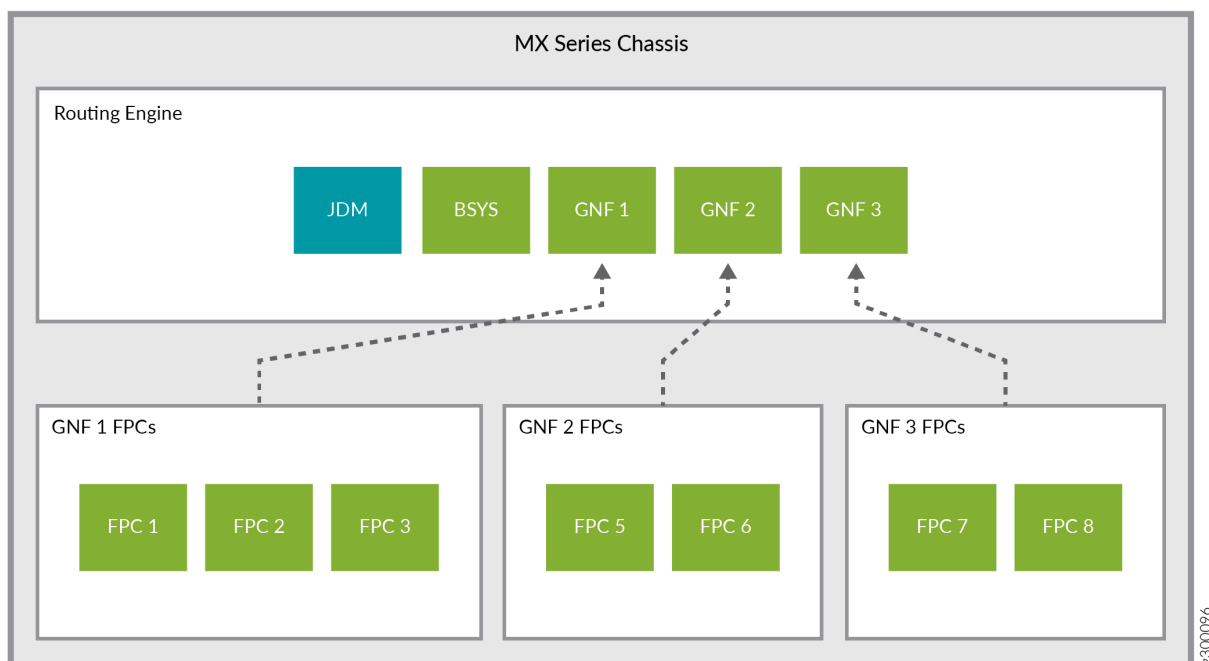 MX Series Chassis
Routing Engine
JDM
BSYS
GNF 1
GNF 2
GNF 3
GNF 1 FPCs
GNF 2 FPCs
GNF 3 FPCs
FPC 1
FPC 2
FPC 3
FPC 5
FPC 6
FPC 7
FPC 8